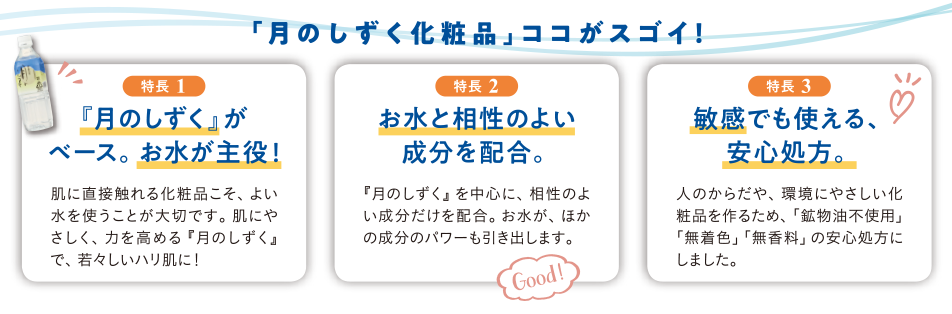 「月のしずく化粧品」ココがスゴイ！
特長 1
『月のしずく』が
ベース。お水が主役！
肌に直接触れる化粧品こそ、よい
水を使うことが大切です。肌にや
さしく、力を高める『月のしずく』
で、若々しいハリ肌に！
特長 2
お水と相性のよい
成分を配合。
『月のしずく』を中心に、相性のよ
い成分だけを配合。お水が、ほか
の成分のパワーも引き出します。
Good!
特長 3
敏感でも使える、
安心処方。
人のからだや、環境にやさしい化
粧品を作るため、「鉱物油不使用」
「無着色」「無香料」の安心処方に
しました。